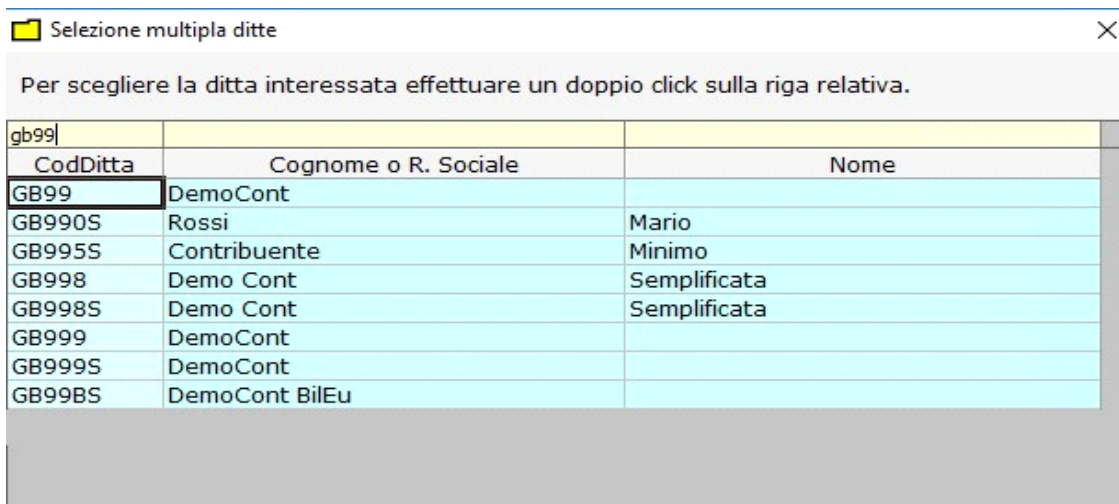 Selezione multipla ditte
Per scegliere la ditta interessata effettuare un doppio click sulla riga relativa.
gb99
CodDitta Cognome o R. Sociale Nome
GB99 DemoCont
GB990S Rossi Mario
GB995S Contribuente Minimo
GB998 Demo Cont Semplificata
GB998S Demo Cont Semplificata
GB999 DemoCont
GB999S DemoCont
GB99BS DemoCont BilEu